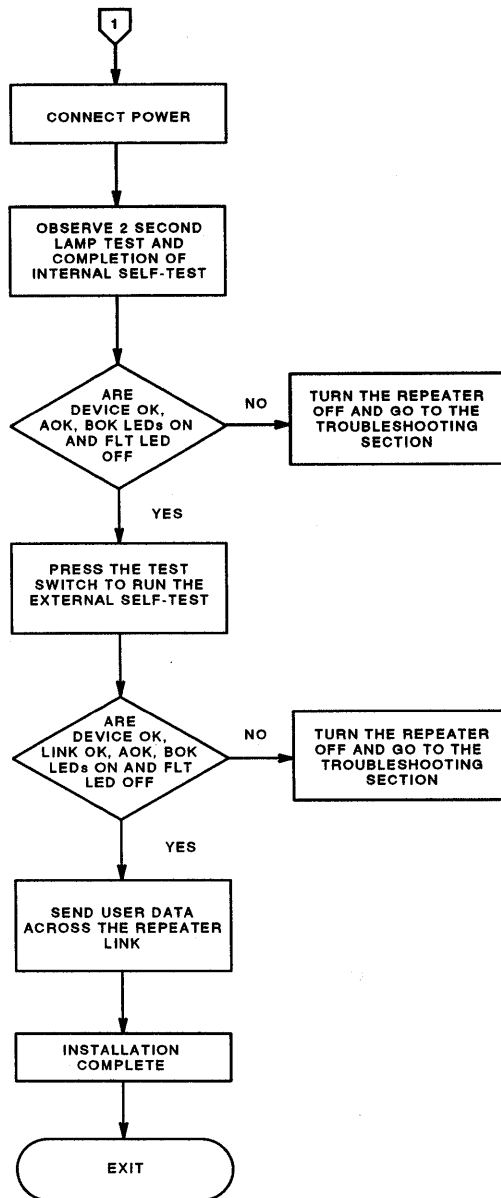 1
CONNECT POWER
OBSERVE 2 SECOND
LAMP TEST AND
COMPLETION OF
INTERNAL SELF-TEST
ARE
DEVICE OK,
AOK, BOK LEDs ON
AND FLT LED
OFF
NO
TURN THE REPEATER
OFF AND GO TO THE
TROUBLESHOOTING
SECTION
YES
PRESS THE TEST
SWITCH TO RUN THE
EXTERNAL SELF-TEST
ARE
DEVICE OK,
LINK OK, AOK, BOK
LEDs ON AND FLT
LED OFF
NO
TURN THE REPEATER
OFF AND GO TO THE
TROUBLESHOOTING
SECTION
YES
SEND USER DATA
ACROSS THE REPEATER
LINK
INSTALLATION
COMPLETE
EXIT